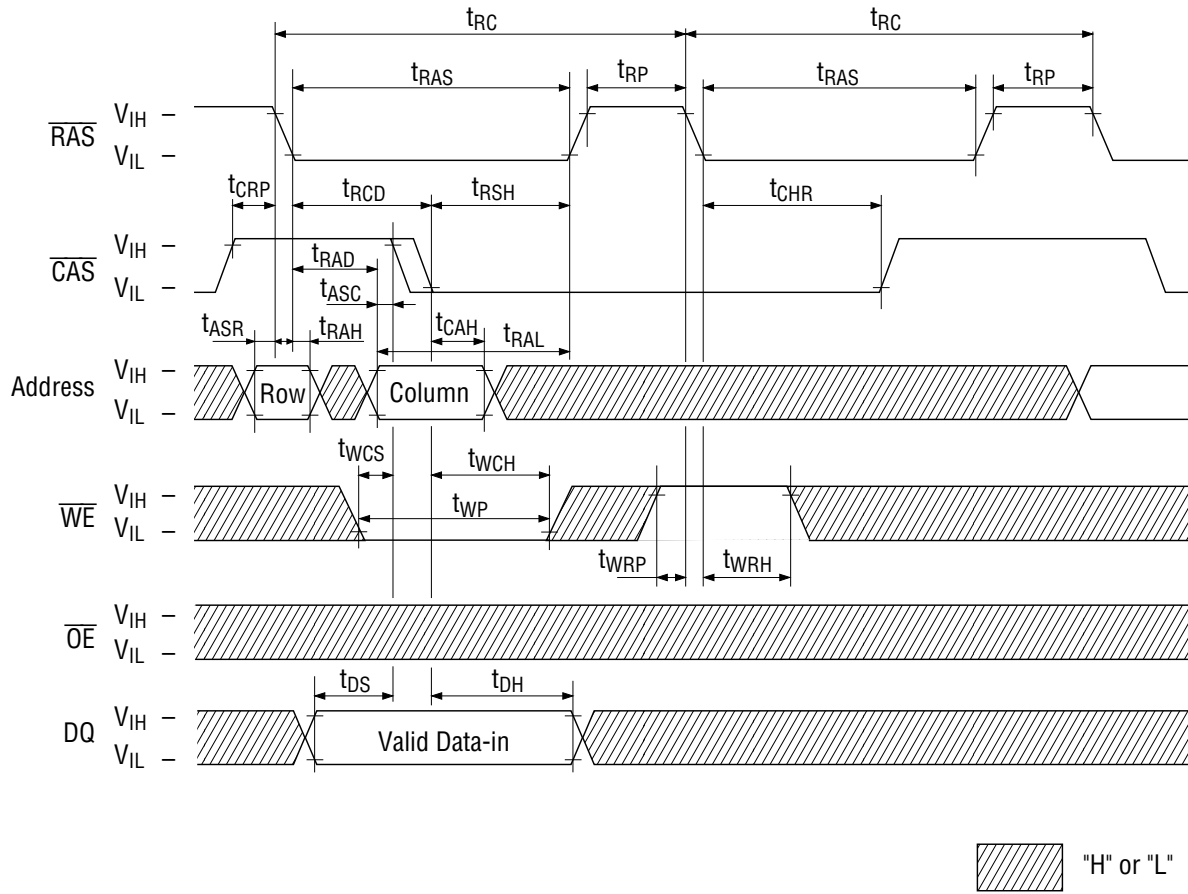 tRC tRC
tRAS tRP tRAS tRP
RAS VIH VIL
tCRP tRCD tRSH tCHR
CAS VIH VIL
tRAD
tASC
tASR tRAH tCAH tRAL
Address VIH VIL Row Column
tWCS tWCH
WE VIH VIL tWP
tWRP tWRH
OE VIH VIL
tDS tDH
DQ VIH VIL Valid Data-in
"H" or "L"